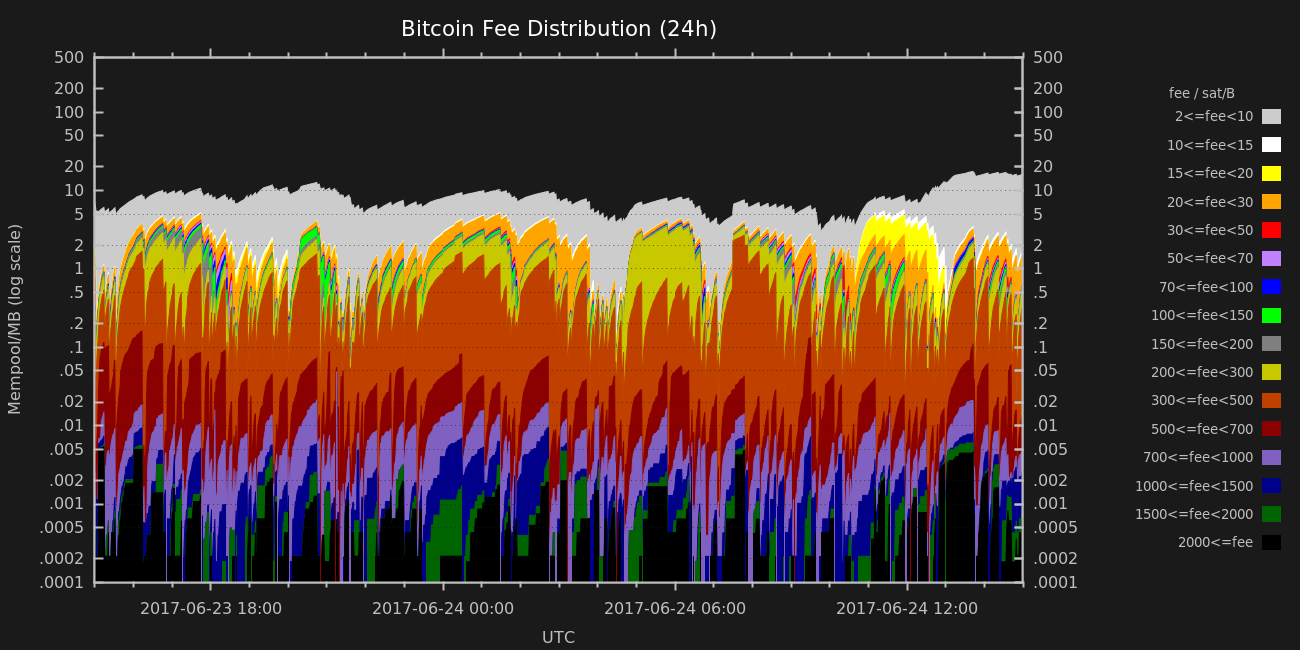 Bitcoin Fee Distribution (24h)
500 500
200 200
100 100
50 50
20 20
10 10
5 5
2 2
1 1
.5 .5
.2 .2
.1 .1
.05 .05
.02 .02
.01 .01
.005 .005
.002 .002
.001 .001
.0005 .0005
.0002 .0002
.0001 .0001
Mempool/MB (log scale)
2017-06-23 18:00 2017-06-24 00:00 2017-06-24 06:00 2017-06-24 12:00
UTC
fee / sat/B
2<=fee<10
10<=fee<15
15<=fee<20
20<=fee<30
30<=fee<50
50<=fee<70
70<=fee<100
100<=fee<150
150<=fee<200
200<=fee<300
300<=fee<500
500<=fee<700
700<=fee<1000
1000<=fee<1500
1500<=fee<2000
2000<=fee